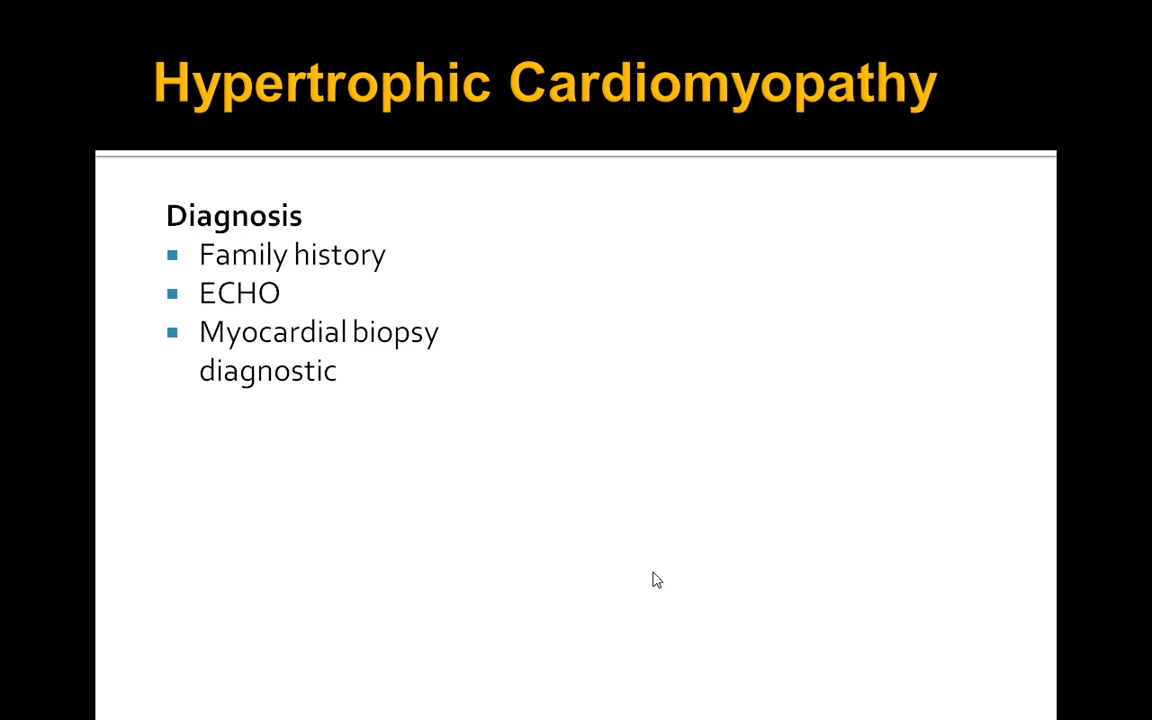 Hypertrophic Cardiomyopathy
Diagnosis
Family history
ECHO
Myocardial biopsy
diagnostic